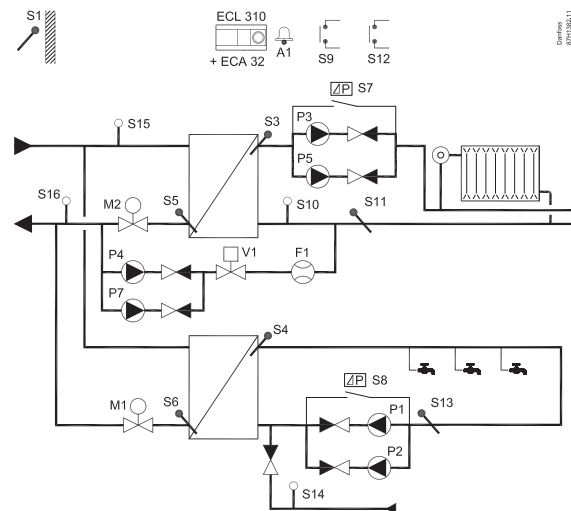 S1
ECL 310
+ ECA 32
A1
S9
S12
Danfoss
87H1382.11
S7
S15
S3
P3
P5
S16
M2
S5
S10
S11
P4
V1
F1
P7
S4
S8
M1
S6
P1
S13
P2
S14
P
P